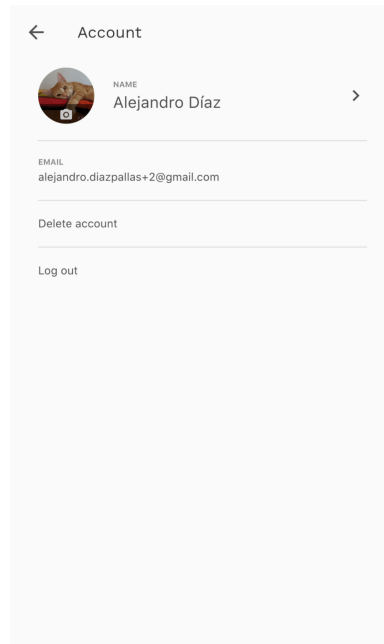 Account
NAME
Alejandro Díaz
EMAIL
alejandro.diazpallas+2@gmail.com
Delete account
Log out